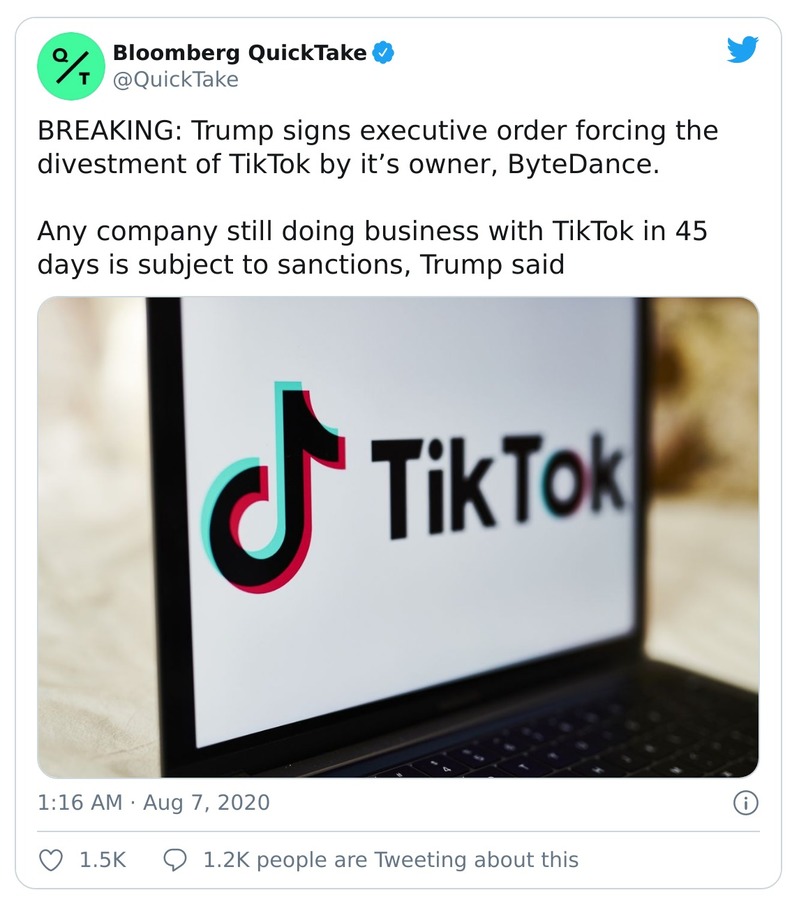 Q/T
Bloomberg QuickTake
@QuickTake
BREAKING: Trump signs executive order forcing the
divestment of TikTok by it’s owner, ByteDance.
Any company still doing business with TikTok in 45
days is subject to sanctions, Trump said
TikTok
1:16 AM · Aug 7, 2020
1.5K 1.2K people are Tweeting about this